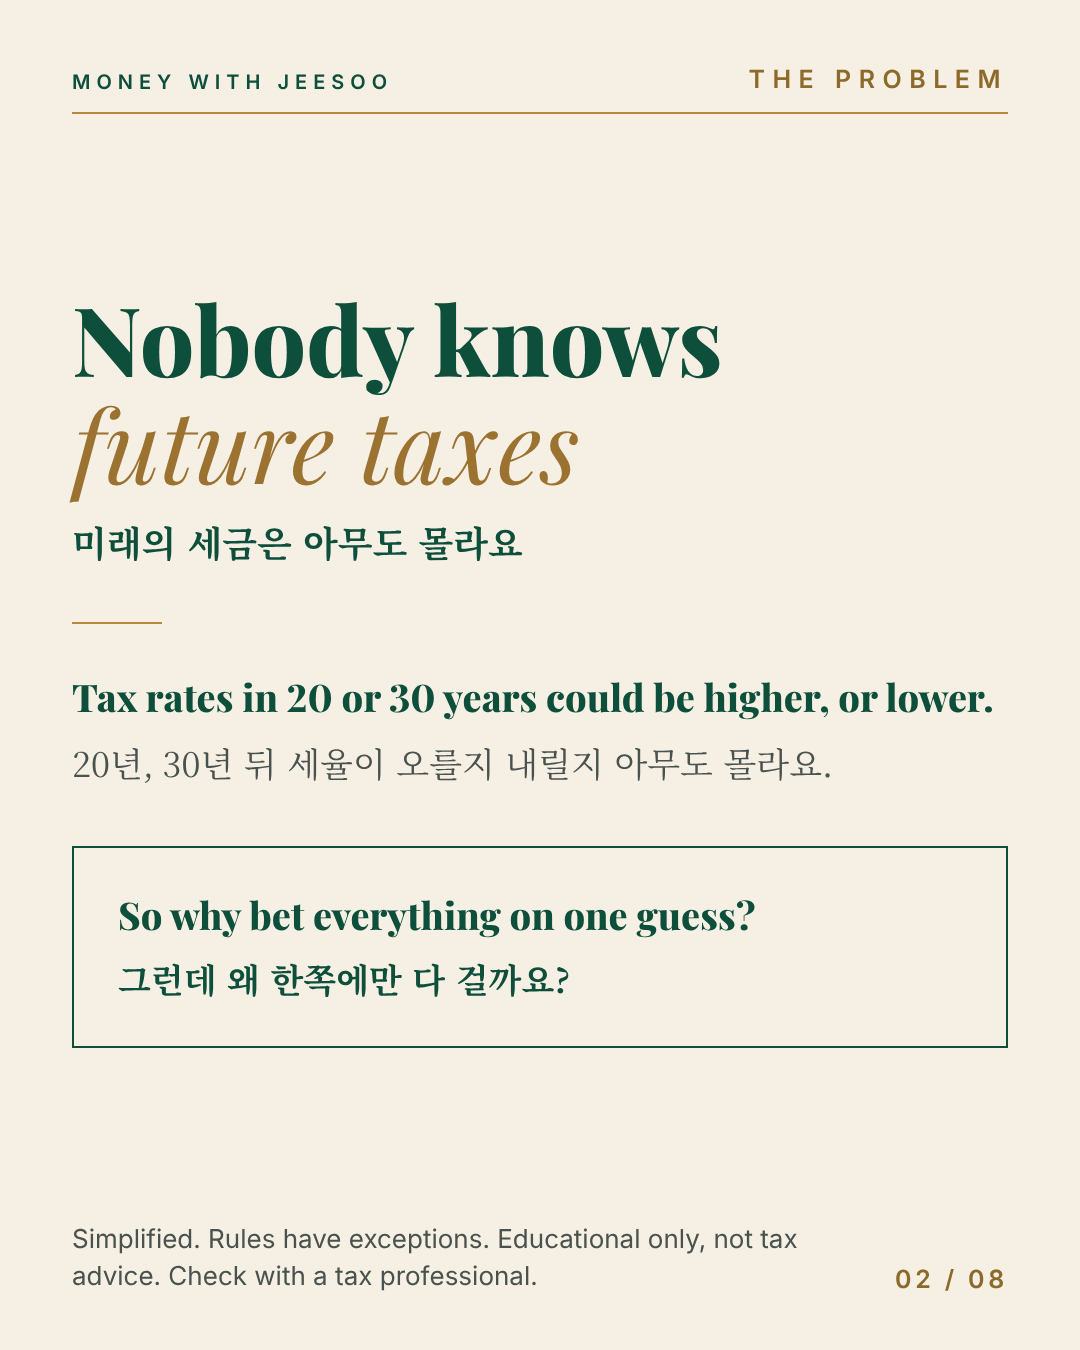 MONEY WITH JEESOO
THE PROBLEM
Nobody knows
future taxes
미래의 세금은 아무도 몰라요
Tax rates in 20 or 30 years could be higher, or lower.
20년, 30년 뒤 세율이 오를지 내릴지 아무도 몰라요.
So why bet everything on one guess?
그런데 왜 한쪽에만 다 걸까요?
Simplified. Rules have exceptions. Educational only, not tax
advice. Check with a tax professional.
02 / 08